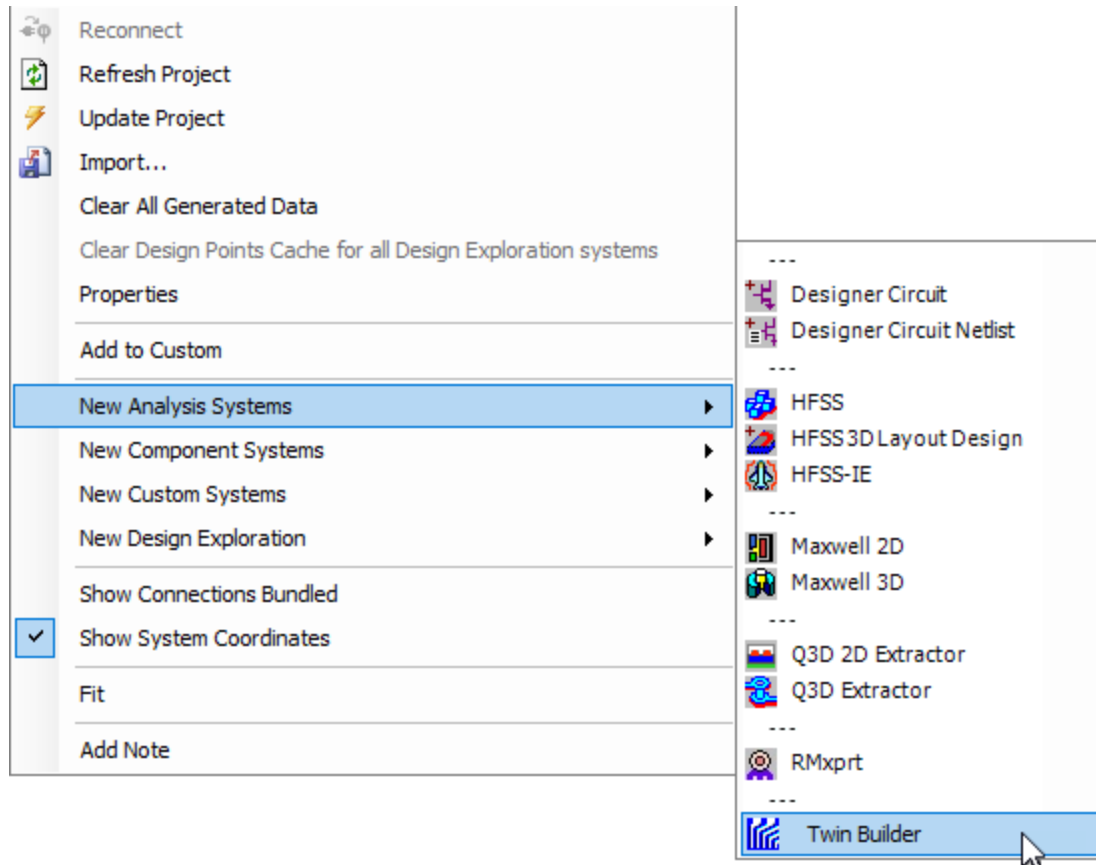 Reconnect
Refresh Project
Update Project
Import...
Clear All Generated Data
Clear Design Points Cache for all Design Exploration systems
Properties
Add to Custom
New Analysis Systems
New Component Systems
New Custom Systems
New Design Exploration
Show Connections Bundled
Show System Coordinates
Fit
Add Note
---
Designer Circuit
Designer Circuit Netlist
---
HFSS
HFSS 3D Layout Design
HFSS-IE
---
Maxwell 2D
Maxwell 3D
---
Q3D 2D Extractor
Q3D Extractor
---
RMxprt
---
Twin Builder